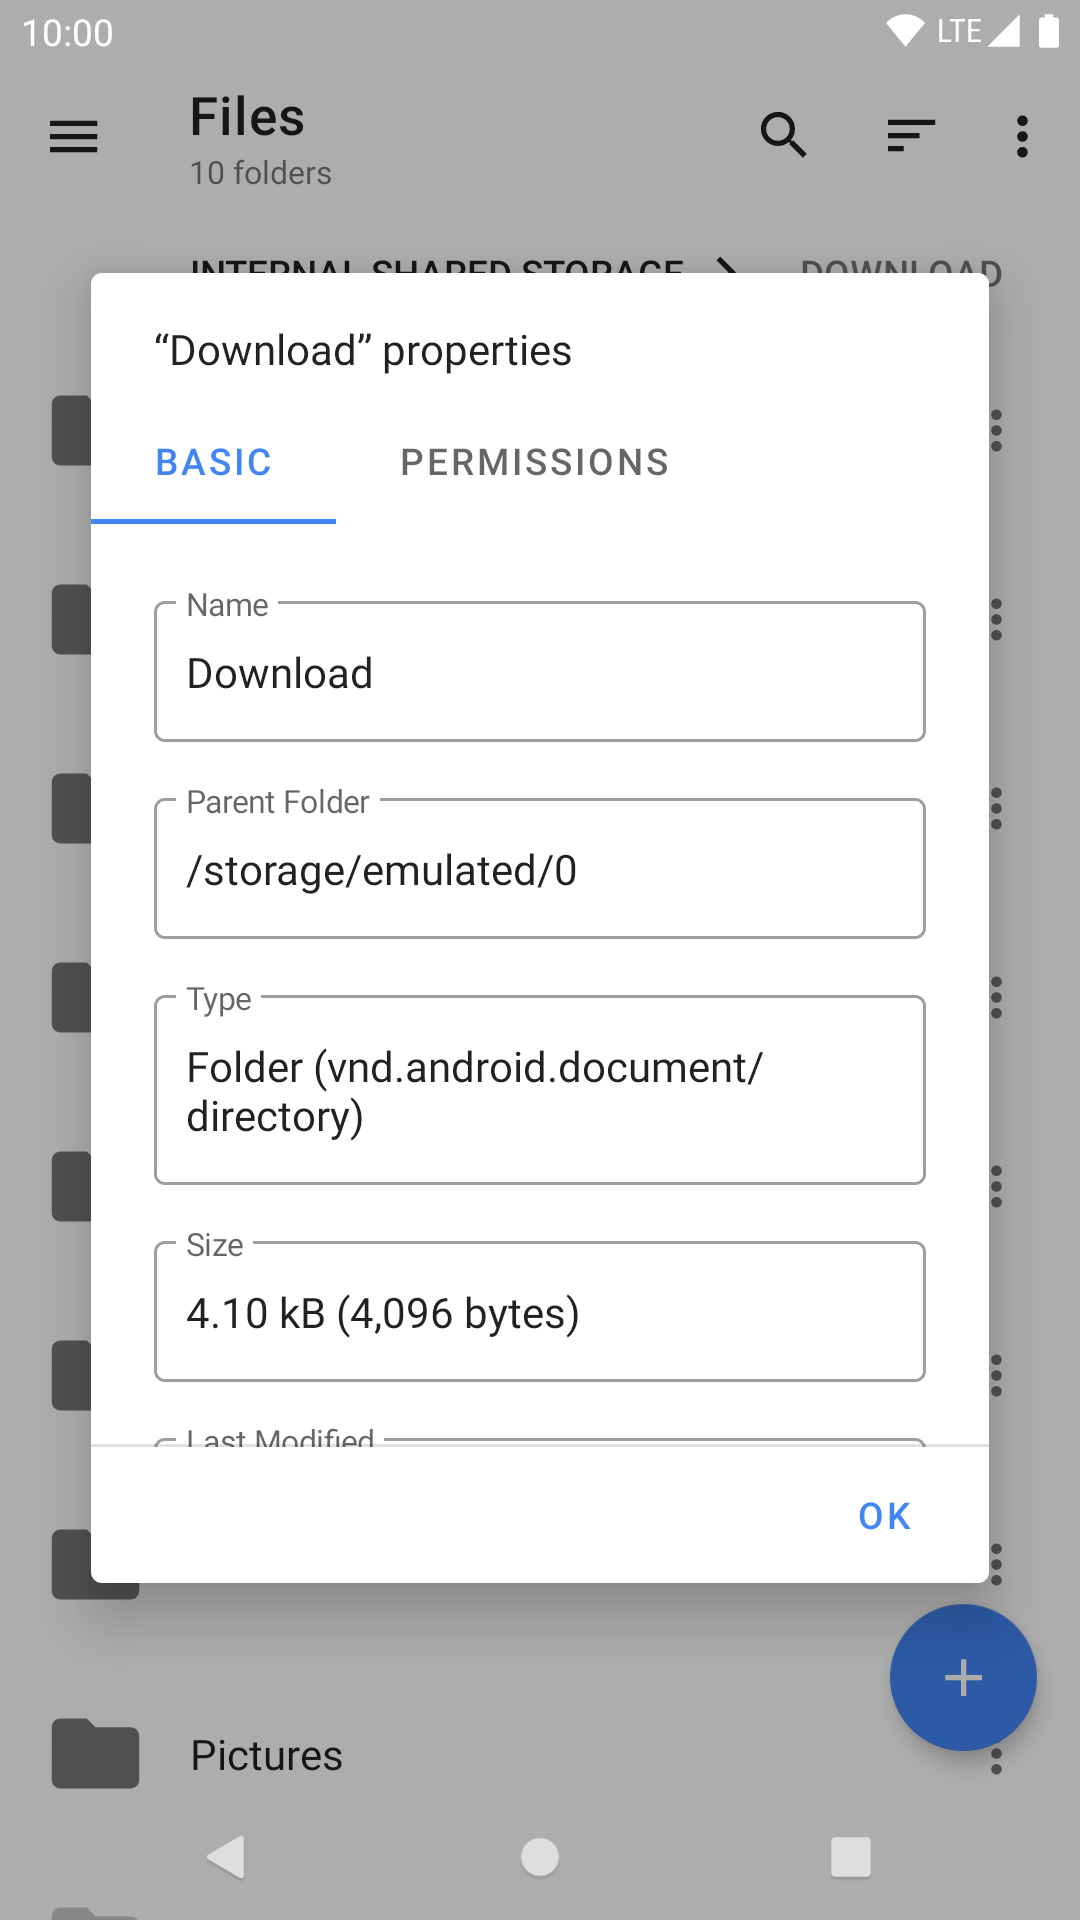 10:00
LTE
Files
10 folders
INTERNAL SHARED STORAGE
DOWNLOAD
“Download” properties
BASIC
PERMISSIONS
Name
Download
Parent Folder
/storage/emulated/0
Type
Folder (vnd.android.document/
directory)
Size
4.10 kB (4,096 bytes)
Last Modified
OK
Pictures